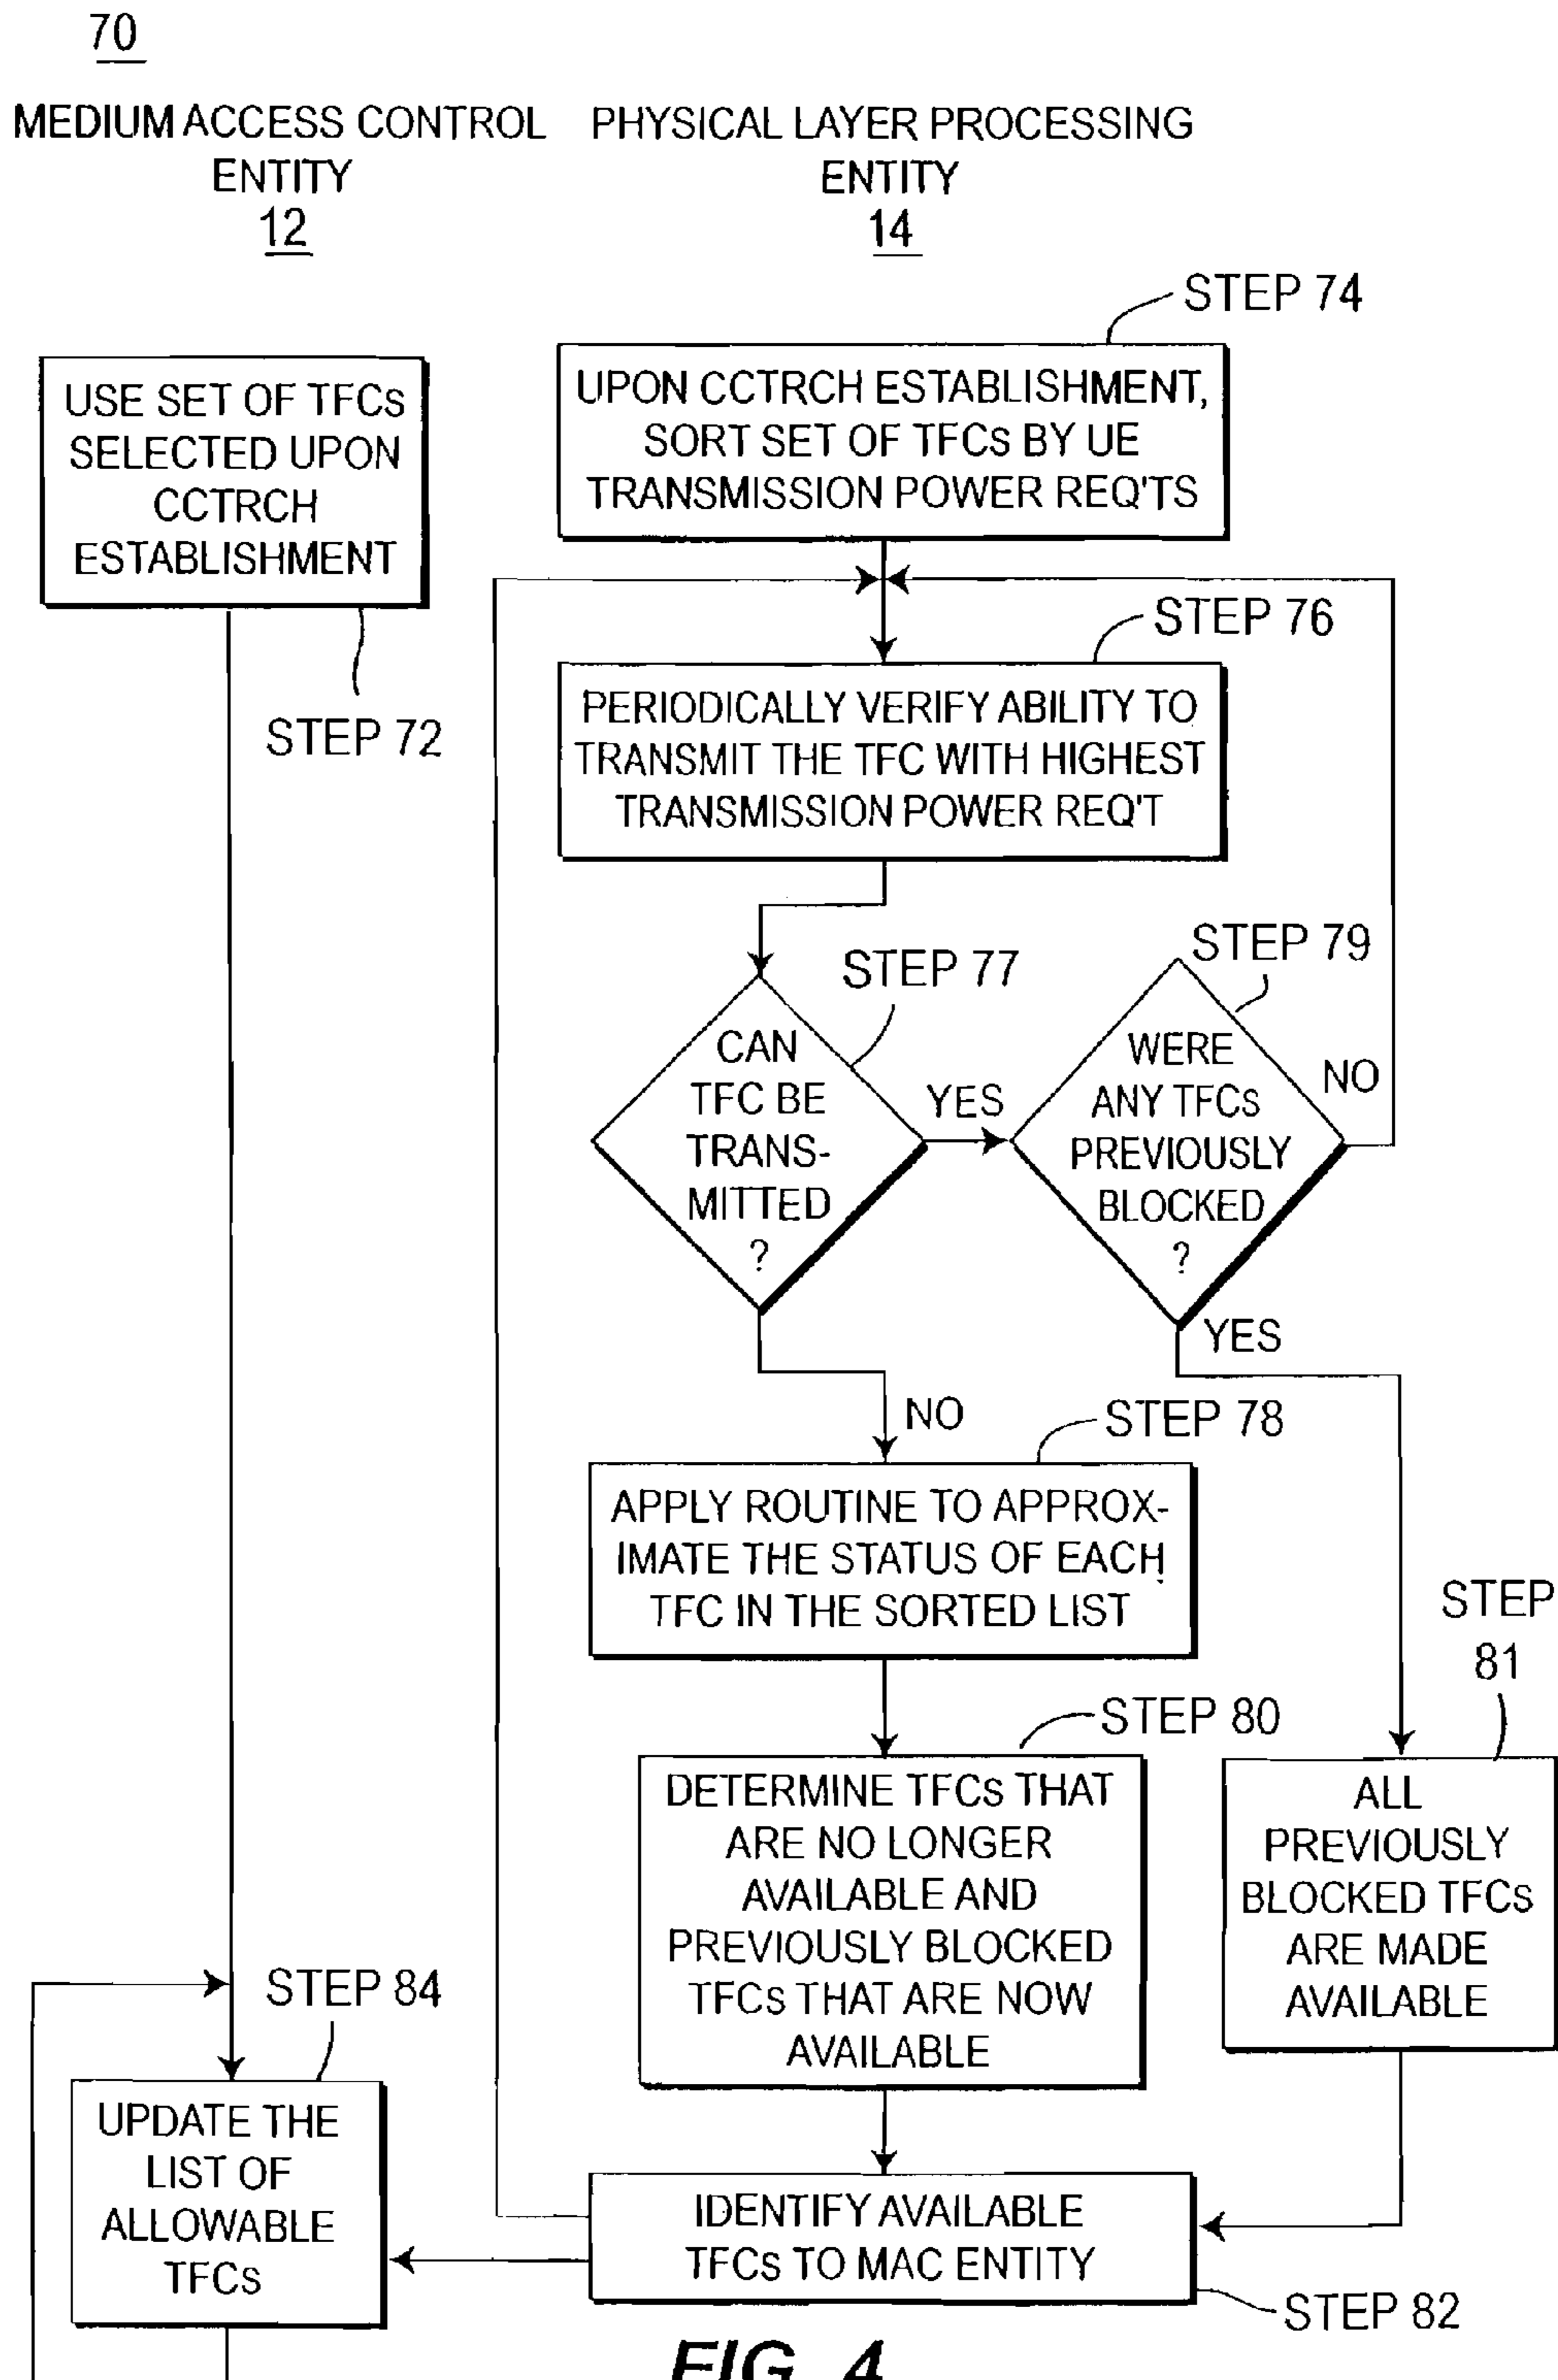 70
MEDIUM ACCESS CONTROL
ENTITY
12
PHYSICAL LAYER PROCESSING
ENTITY
14
STEP 74
USE SET OF TFCs
SELECTED UPON
CCTRCH
ESTABLISHMENT
STEP 72
UPON CCTRCH ESTABLISHMENT,
SORT SET OF TFCs BY UE
TRANSMISSION POWER REQ'TS
STEP 76
PERIODICALLY VERIFY ABILITY TO
TRANSMIT THE TFC WITH HIGHEST
TRANSMISSION POWER REQ'T
STEP 77
CAN
TFC BE
TRANS-
MITTED
?
YES
STEP 79
WERE
ANY TFCs
PREVIOUSLY
BLOCKED
?
NO
YES
NO
STEP 78
APPLY ROUTINE TO APPROX-
IMATE THE STATUS OF EACH
TFC IN THE SORTED LIST
STEP
81
STEP 80
DETERMINE TFCs THAT
ARE NO LONGER
AVAILABLE AND
PREVIOUSLY BLOCKED
TFCs THAT ARE NOW
AVAILABLE
ALL
PREVIOUSLY
BLOCKED TFCs
ARE MADE
AVAILABLE
STEP 84
UPDATE THE
LIST OF
ALLOWABLE
TFCs
IDENTIFY AVAILABLE
TFCs TO MAC ENTITY
STEP 82
FIG. 4